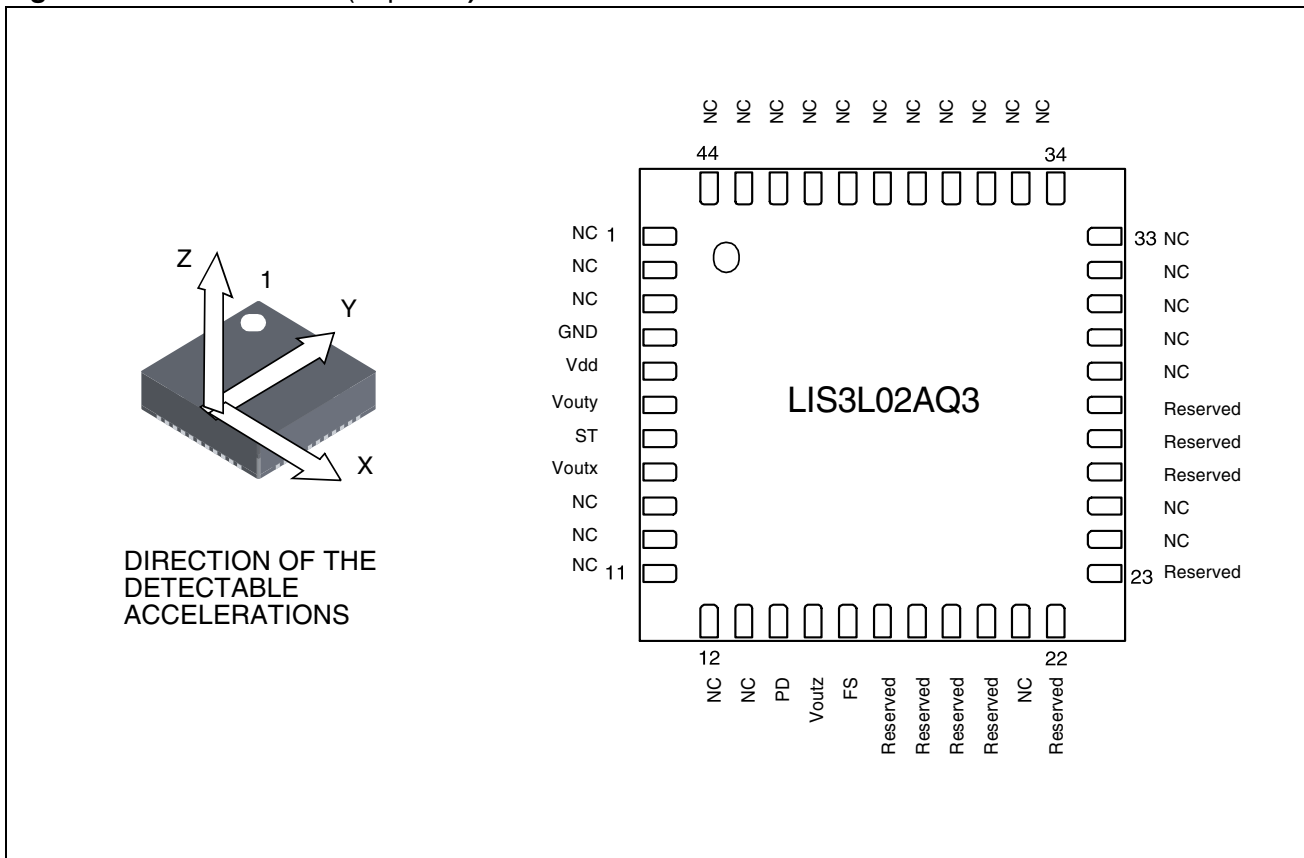 NC NC NC NC NC NC NC NC NC NC NC
44 34
Z
1
Y
X
DIRECTION OF THE
DETECTABLE
ACCELERATIONS
NC 1
NC
NC
GND
Vdd
Vouty
ST
Voutx
NC
NC
NC 11
LIS3L02AQ3
33 NC
NC
NC
NC
NC
Reserved
Reserved
Reserved
NC
NC
23 Reserved
12 22
NC NC PD Voutz FS Reserved Reserved Reserved Reserved NC Reserved